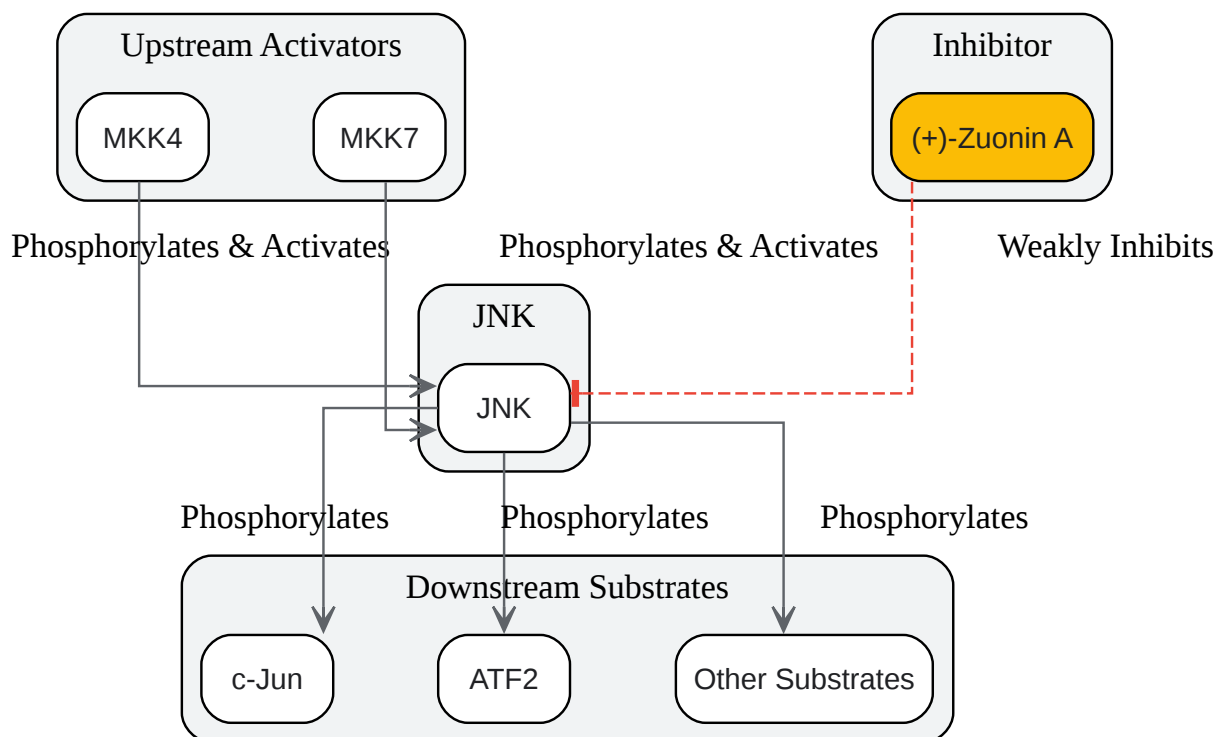 Upstream Activators
Inhibitor
MKK4
MKK7
(+)-Zuonin A
Phosphorylates & Activates
Phosphorylates & Activates
Weakly Inhibits
JNK
JNK
Phosphorylates
Phosphorylates
Phosphorylates
Downstream Substrates
c-Jun
ATF2
Other Substrates